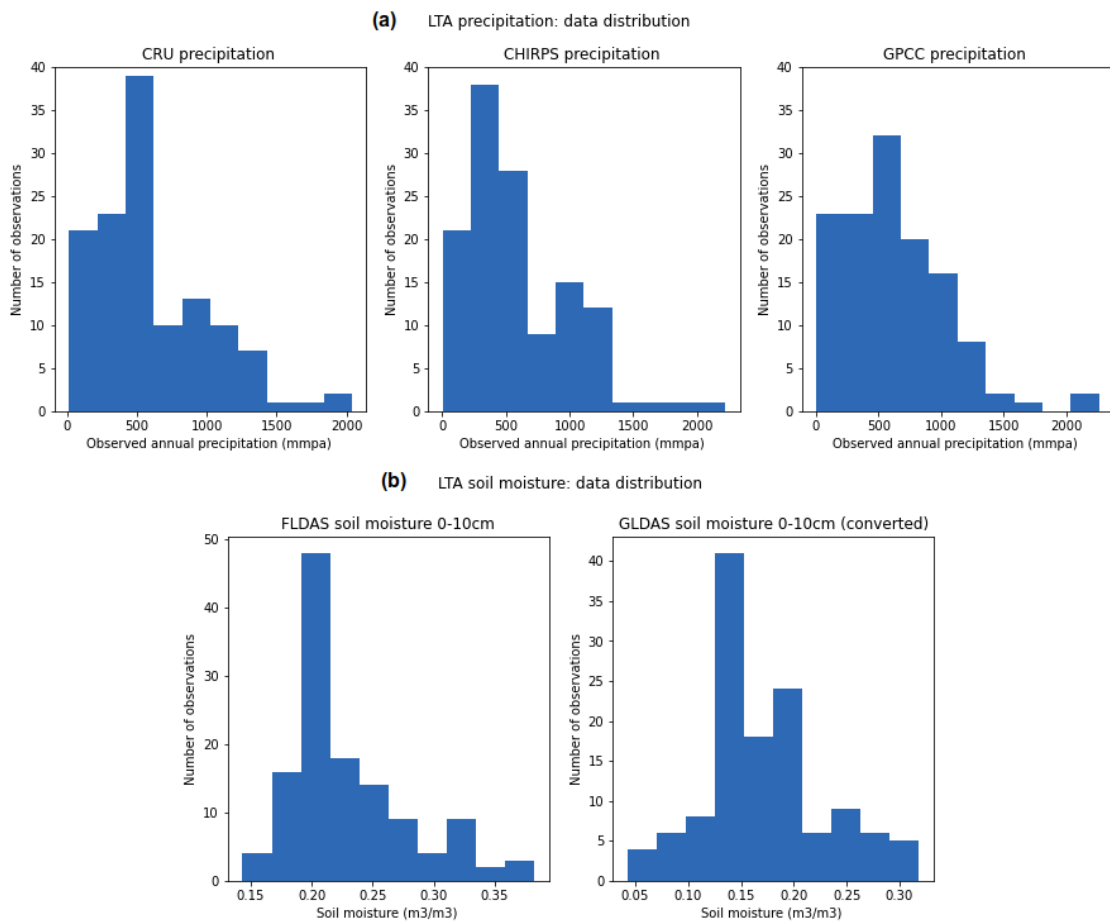 (a) LTA precipitation: data distribution
CRU precipitation
CHIRPS precipitation
GPCC precipitation
40
35
30
25
20
15
10
5
0
Number of observations
0 500 1000 1500 2000
Observed annual precipitation (mmpa)
40
35
30
25
20
15
10
5
0
Number of observations
0 500 1000 1500 2000
Observed annual precipitation (mmpa)
40
35
30
25
20
15
10
5
0
Number of observations
0 500 1000 1500 2000
Observed annual precipitation (mmpa)
(b) LTA soil moisture: data distribution
FLDAS soil moisture 0-10cm
GLDAS soil moisture 0-10cm (converted)
50
40
30
20
10
0
Number of observations
0.15 0.20 0.25 0.30 0.35
Soil moisture (m3/m3)
40
35
30
25
20
15
10
5
0
Number of observations
0.05 0.10 0.15 0.20 0.25 0.30
Soil moisture (m3/m3)